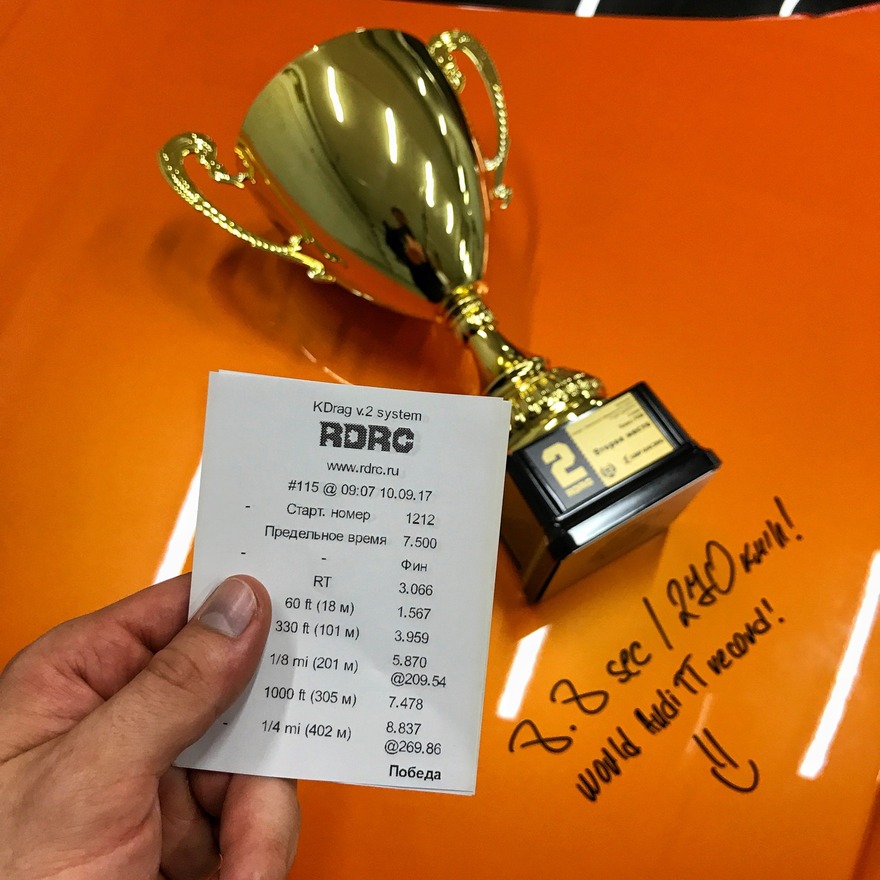 KDrag v.2 system
RDRC
www.rdrc.ru
#115 @ 09:07 10.09.17
- Старт. номер 1212
Предельное время 7.500
- - Фин
RT 3.066
60 ft (18 м) 1.567
330 ft (101 м) 3.959
1/8 mi (201 м) 5.870
@209.54
1000 ft (305 м) 7.478
- 1/4 mi (402 м) 8.837
@269.86
Победа
2
Второе место
8.8 sec / 270 км/ч!
world Audi TT record!